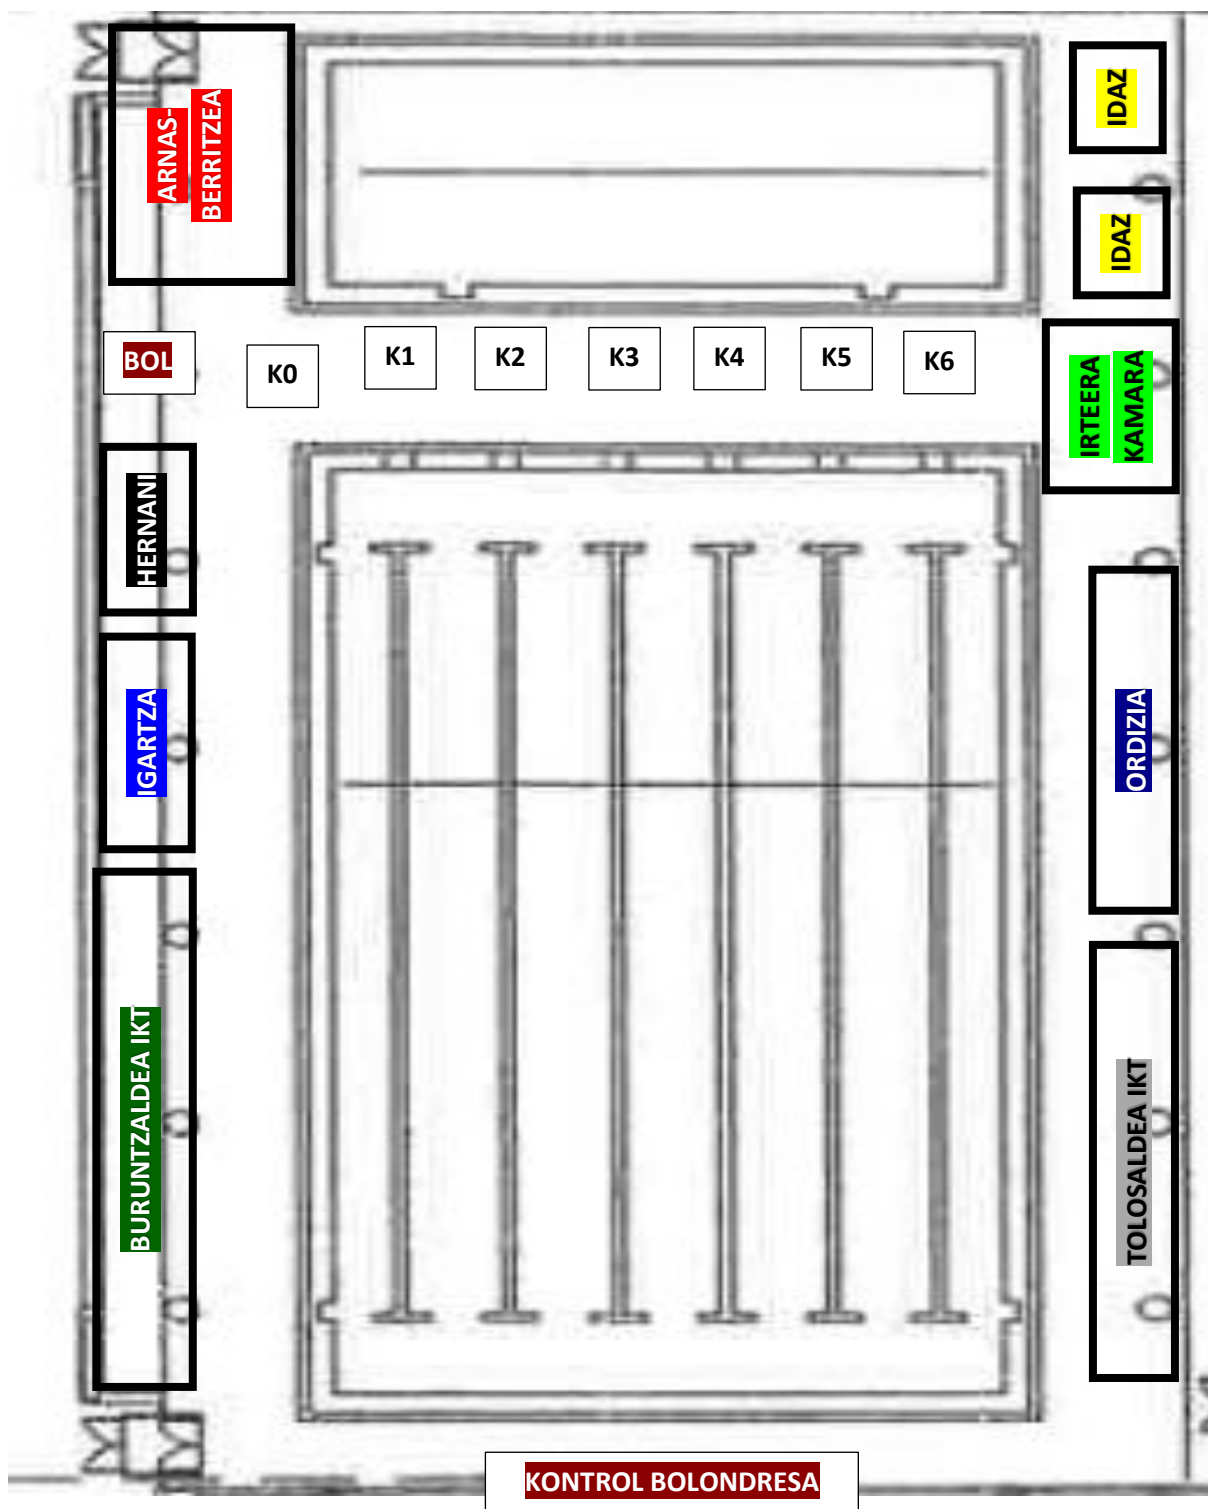 ARNAS-
BERRITZEA
IDAZ
IDAZ
BOL
K0
K1
K2
K3
K4
K5
K6
IRTEERA
KAMARA
HERNANI
IGARTZA
ORDIZIA
BURUNTZALDEA IKT
TOLOSALDEA IKT
KONTROL BOLONDRESA